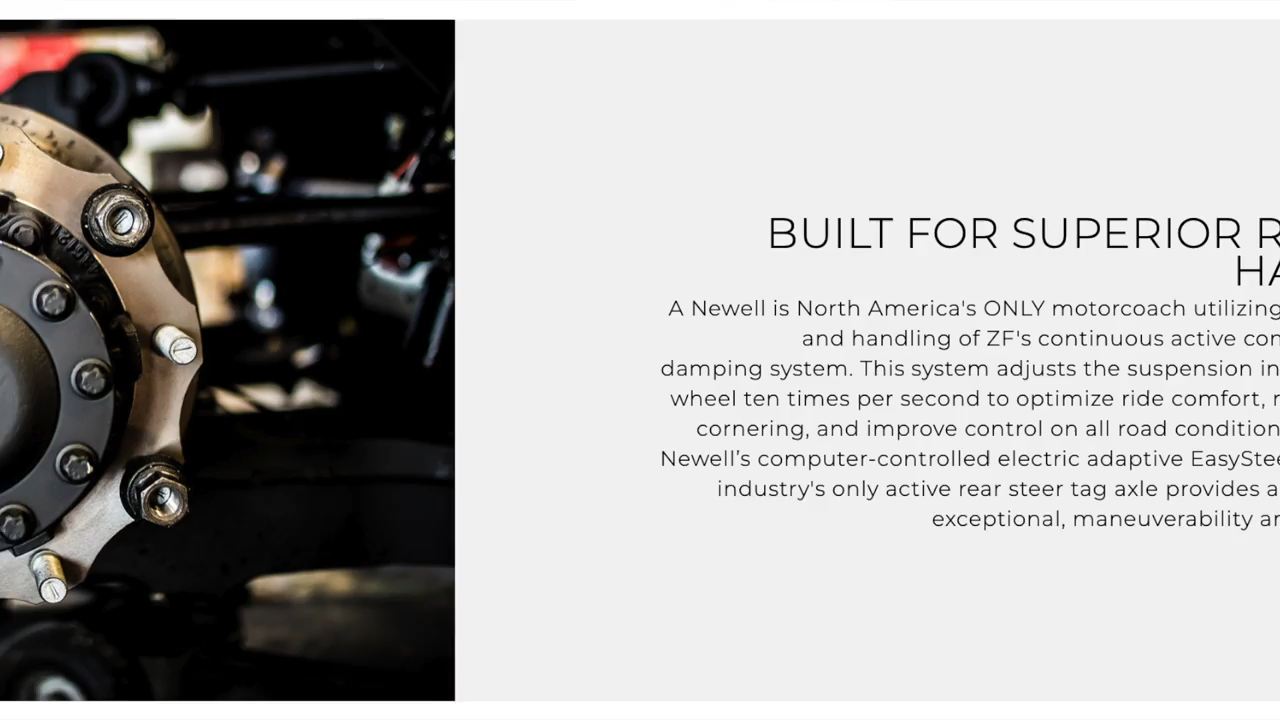 BUILT FOR SUPERIOR R
HA
A Newell is North America's ONLY motorcoach utilizing
and handling of ZF's continuous active con
damping system. This system adjusts the suspension in
wheel ten times per second to optimize ride comfort, r
cornering, and improve control on all road condition
Newell’s computer-controlled electric adaptive EasyStee
industry's only active rear steer tag axle provides a
exceptional, maneuverability an